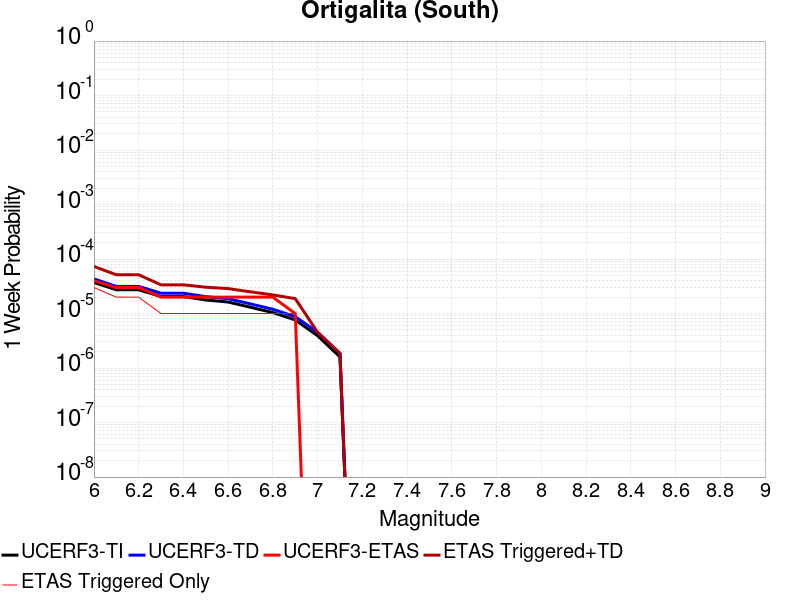 Ortigalita (South)
10^0
10^-1
10^-2
10^-3
10^-4
10^-5
10^-6
10^-7
10^-8
1 Week Probability
6 6.2 6.4 6.6 6.8 7 7.2 7.4 7.6 7.8 8 8.2 8.4 8.6 8.8 9
Magnitude
UCERF3-TI UCERF3-TD UCERF3-ETAS ETAS Triggered+TD
ETAS Triggered Only